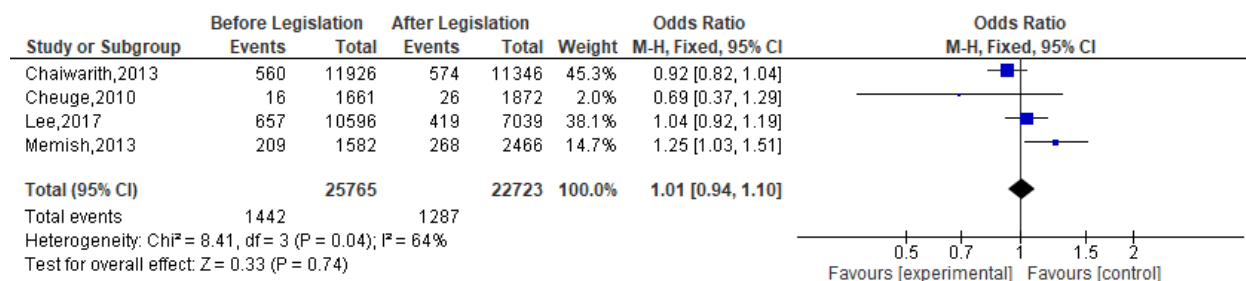 Before Legislation After Legislation Odds Ratio Odds Ratio
Study or Subgroup Events Total Events Total Weight M-H, Fixed, 95% CI M-H, Fixed, 95% CI
Chaiwarith,2013 560 11926 574 11346 45.3% 0.92 [0.82, 1.04]
Cheuge,2010 16 1661 26 1872 2.0% 0.69 [0.37, 1.29]
Lee,2017 657 10596 419 7039 38.1% 1.04 [0.92, 1.19]
Memish,2013 209 1582 268 2466 14.7% 1.25 [1.03, 1.51]
Total (95% CI) 25765 22723 100.0% 1.01 [0.94, 1.10]
Total events 1442 1287
Heterogeneity: Chi² = 8.41, df = 3 (P = 0.04); I² = 64%
Test for overall effect: Z = 0.33 (P = 0.74)
0.5 0.7 1 1.5 2
Favours [experimental] Favours [control]